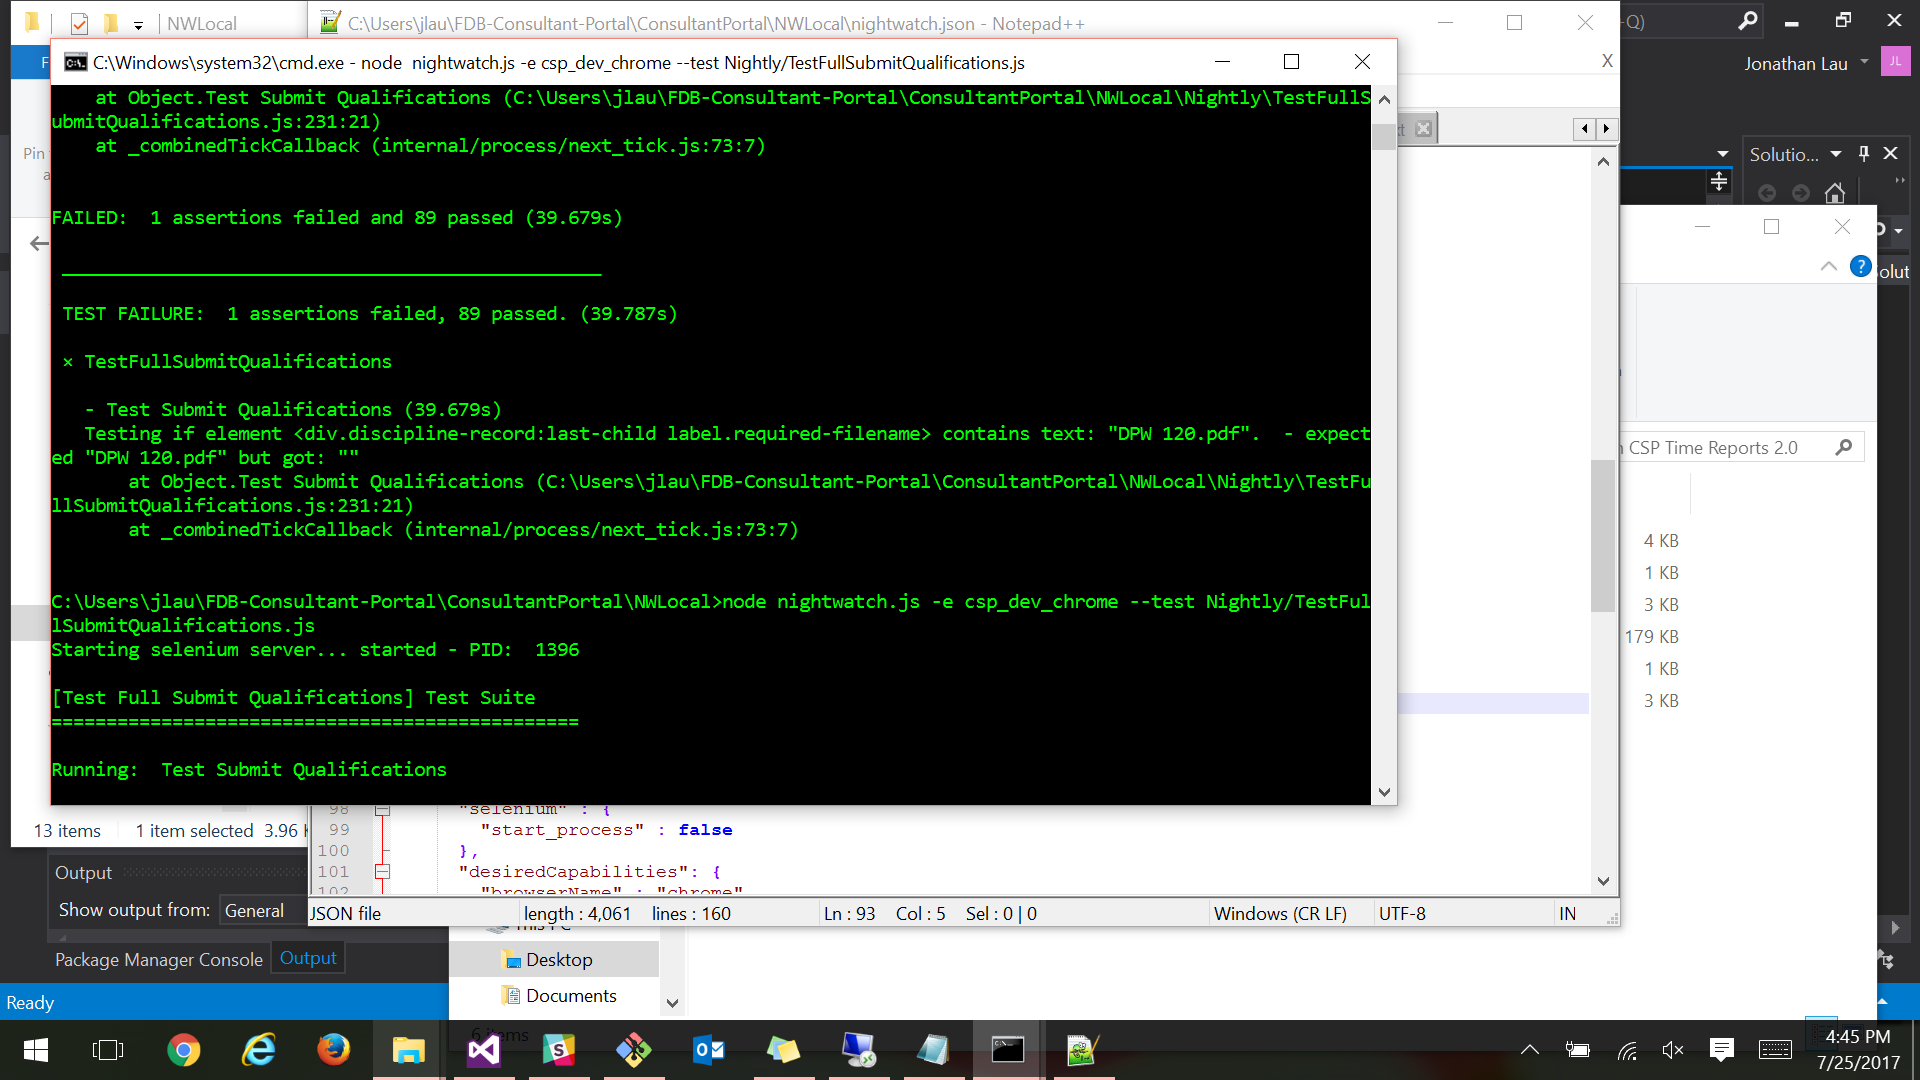 NWLocal
C:\Users\jlau\FDB-Consultant-Portal\ConsultantPortal\NWLocal\nightwatch.json - Notepad++
Q)
C:\Windows\system32\cmd.exe - node  nightwatch.js -e csp_dev_chrome --test Nightly/TestFullSubmitQualifications.js
X
Jonathan Lau
JL
F
at Object.Test Submit Qualifications (C:\Users\jlau\FDB-Consultant-Portal\ConsultantPortal\NWLocal\Nightly\TestFullS
ubmitQualifications.js:231:21)
at _combinedTickCallback (internal/process/next_tick.js:73:7)
Pin
a
Solutio...
FAILED:  1 assertions failed and 89 passed (39.679s)
Solut
TEST FAILURE:  1 assertions failed, 89 passed. (39.787s)
× TestFullSubmitQualifications
- Test Submit Qualifications (39.679s)
Testing if element <div.discipline-record:last-child label.required-filename> contains text: "DPW 120.pdf".  - expect
ed "DPW 120.pdf" but got: ""
at Object.Test Submit Qualifications (C:\Users\jlau\FDB-Consultant-Portal\ConsultantPortal\NWLocal\Nightly\TestFu
llSubmitQualifications.js:231:21)
at _combinedTickCallback (internal/process/next_tick.js:73:7)
CSP Time Reports 2.0
4 KB
1 KB
3 KB
179 KB
1 KB
3 KB
C:\Users\jlau\FDB-Consultant-Portal\ConsultantPortal\NWLocal>node nightwatch.js -e csp_dev_chrome --test Nightly/TestFul
lSubmitQualifications.js
Starting selenium server... started - PID:  1396
[Test Full Submit Qualifications] Test Suite
================================================
Running:  Test Submit Qualifications
98 "selenium" : {
99 "start_process" : false
100 },
101 "desiredCapabilities": {
102 "browserName" : "chrome"
13 items 1 item selected 3.96
Output
Show output from: General
JSON file length : 4,061 lines : 160 Ln : 93 Col : 5 Sel : 0 | 0 Windows (CR LF) UTF-8 IN
This PC
Package Manager Console Output
Desktop
Documents
Ready
6 items
4:45 PM
7/25/2017